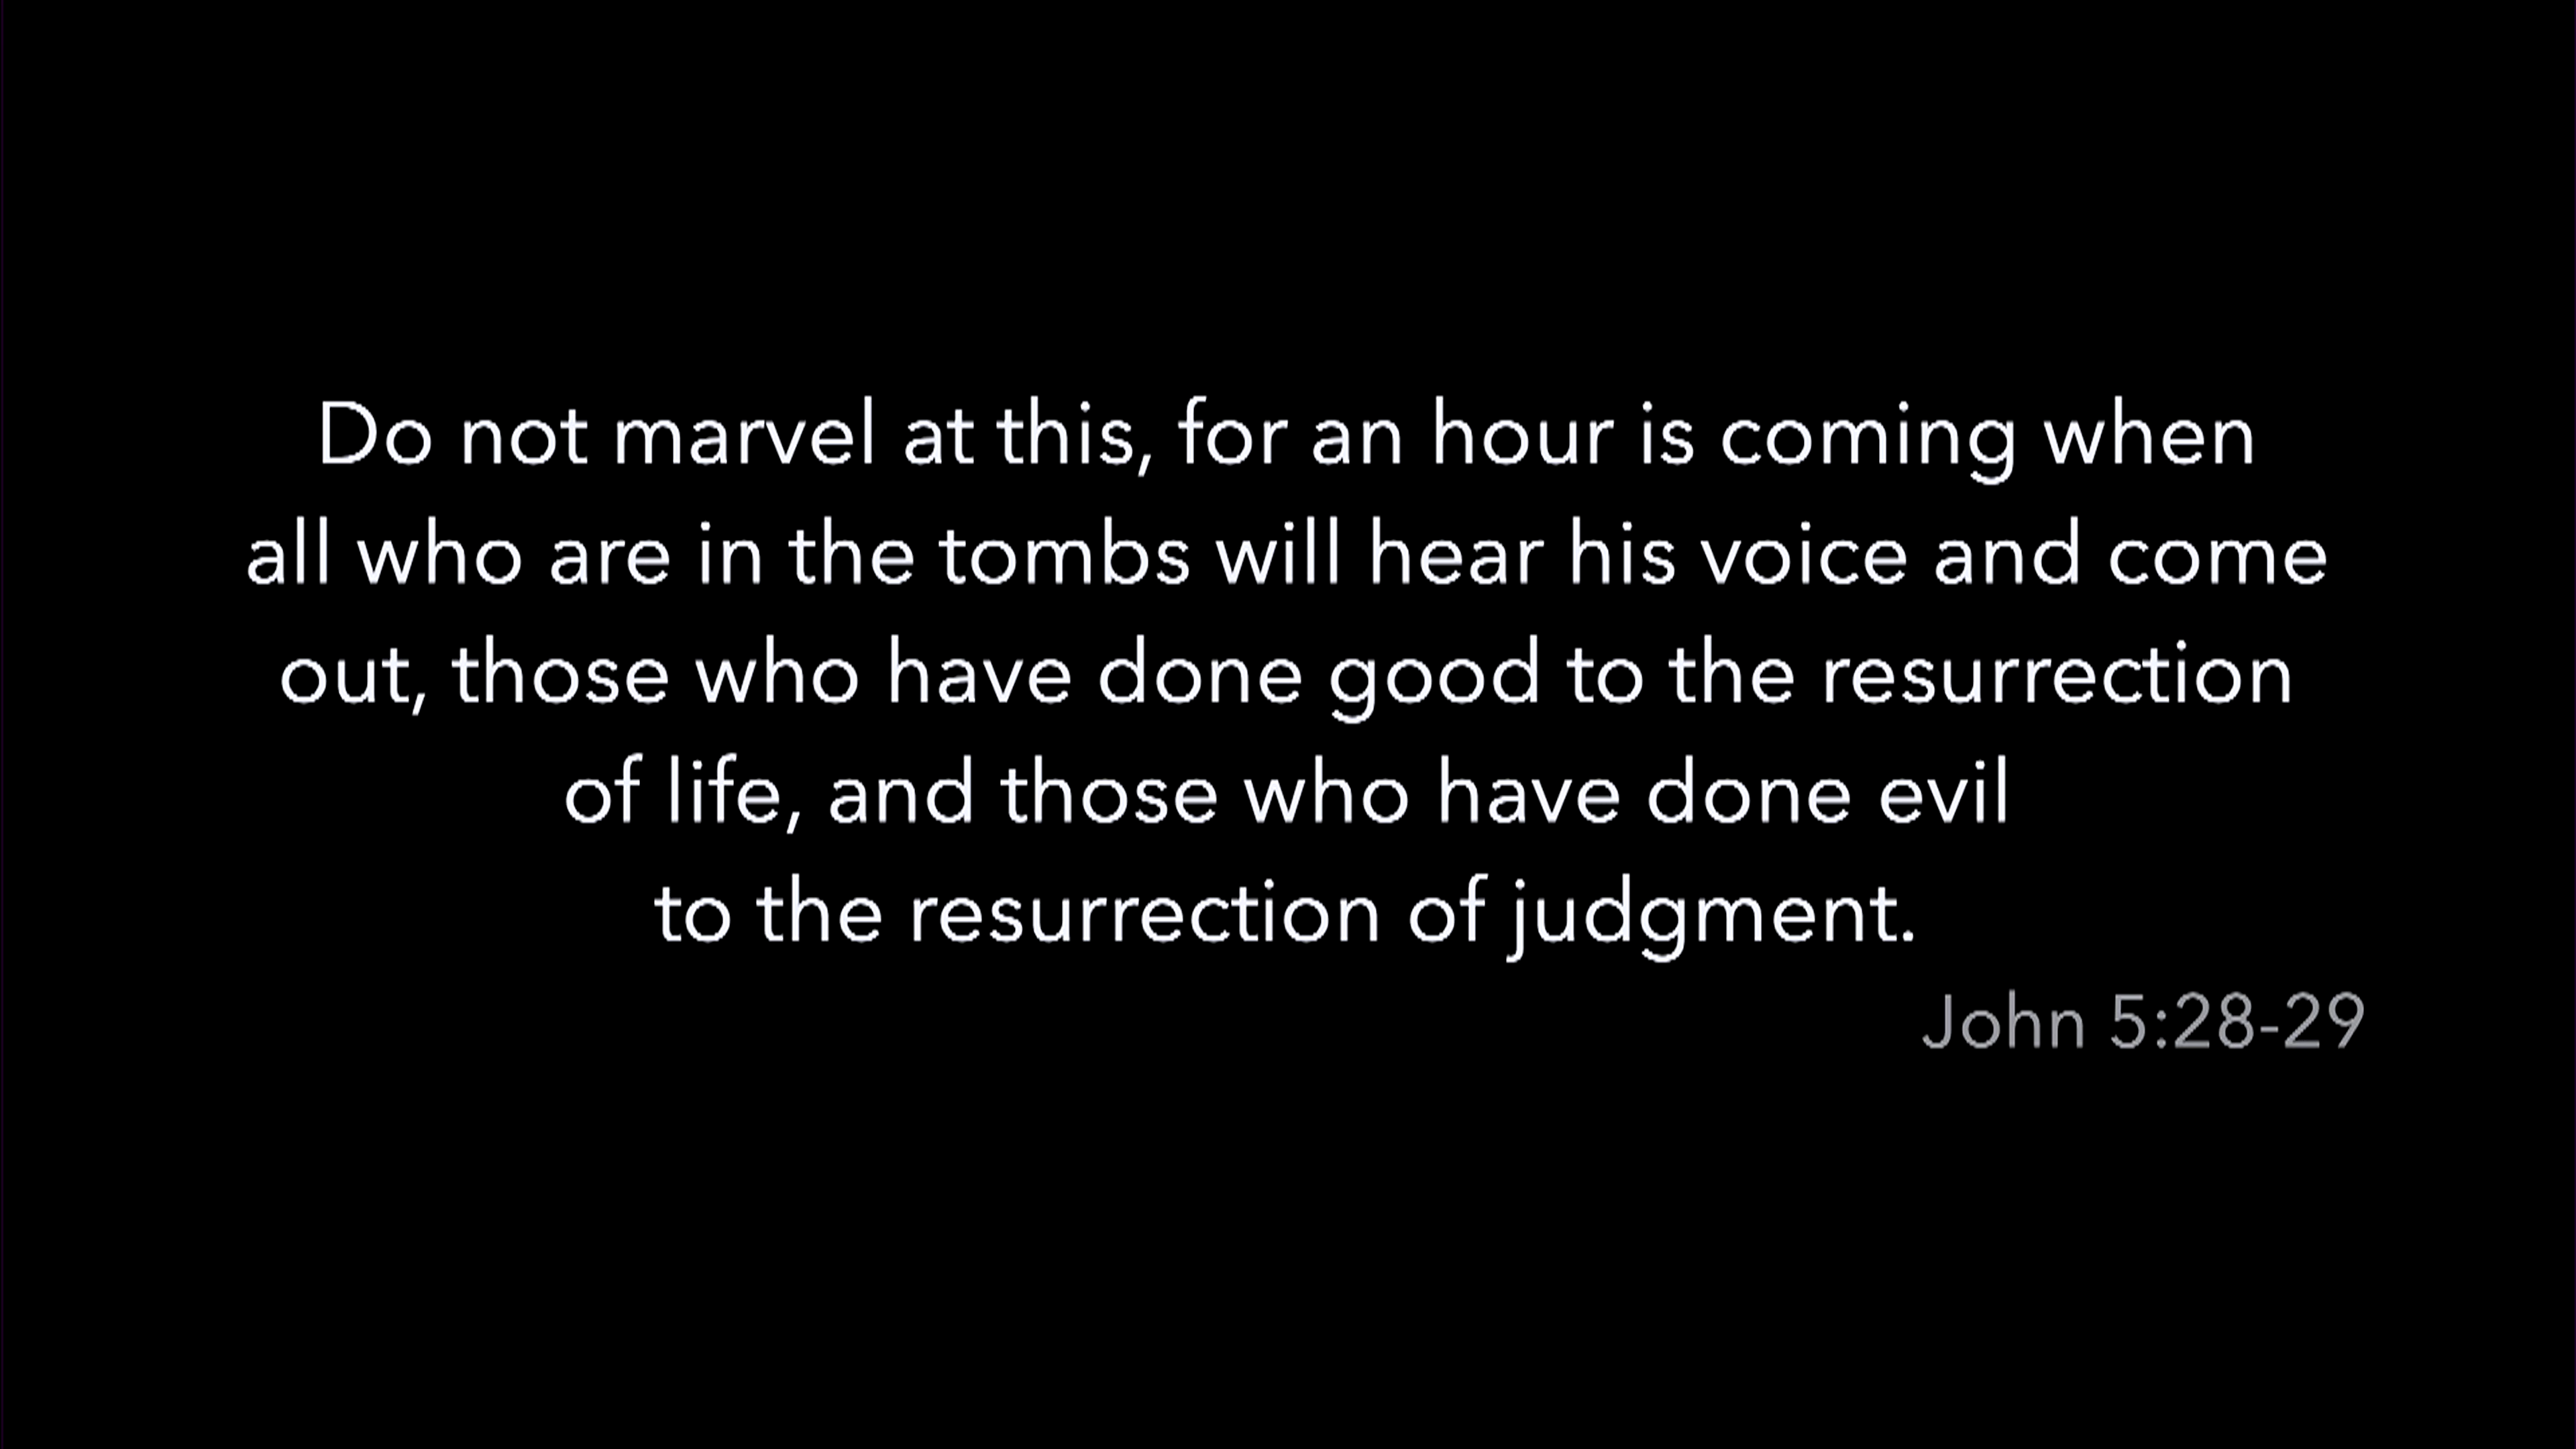 Do not marvel at this, for an hour is coming when
all who are in the tombs will hear his voice and come
out, those who have done good to the resurrection
of life, and those who have done evil
to the resurrection of judgment.
John 5:28-29